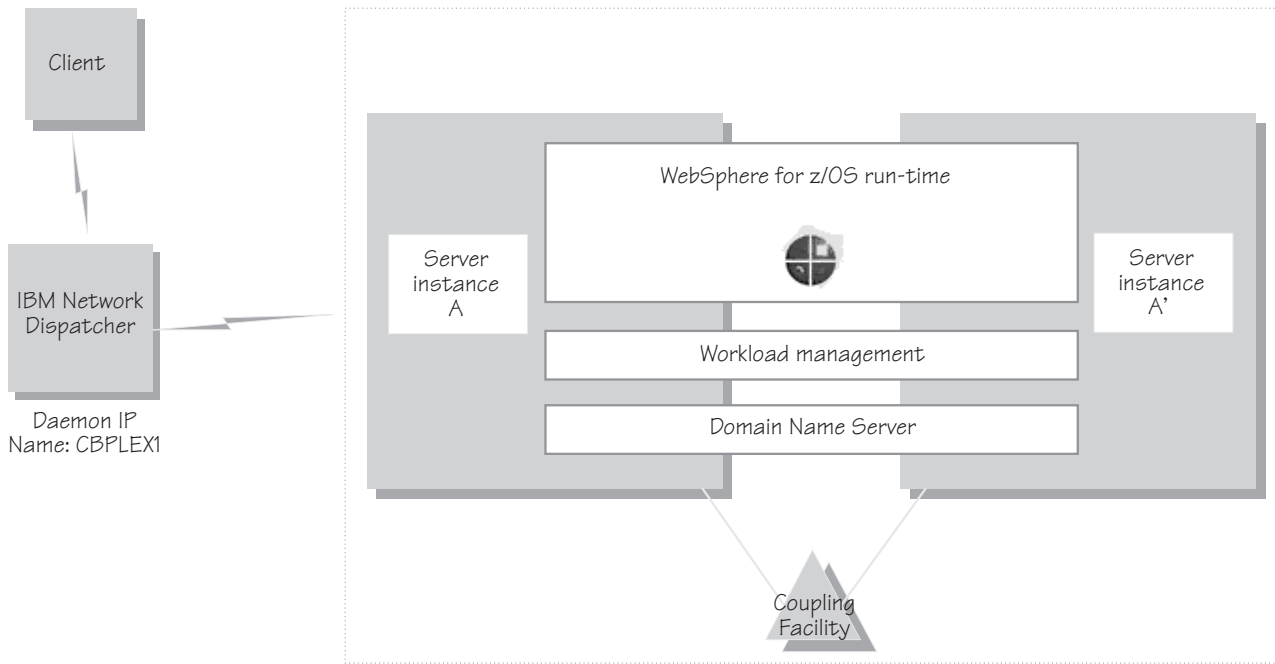 Client
IBM Network
Dispatcher
Daemon IP
Name: CBPLEX1
WebSphere for z/OS run-time
Server
instance
A
Server
instance
A’
Workload management
Domain Name Server
Coupling
Facility